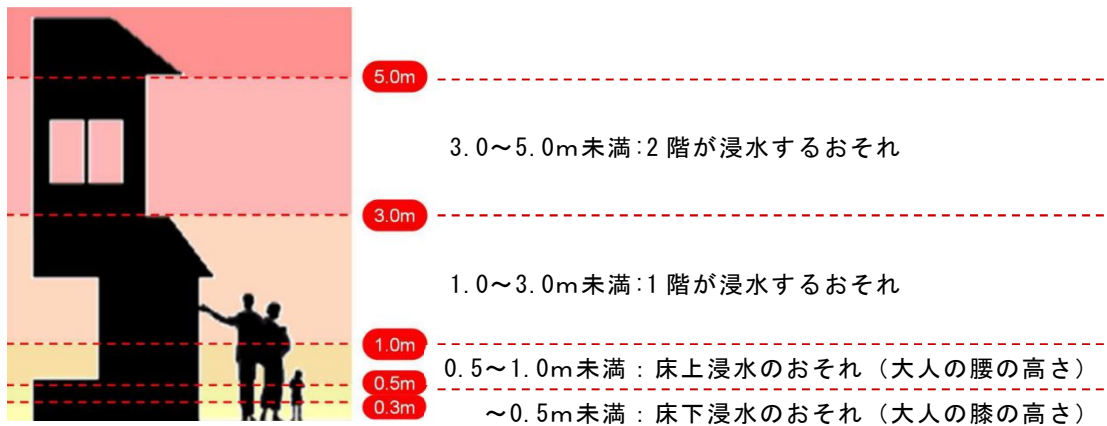 5.0m
3.0～5.0m未満:2階が浸水するおそれ
3.0m
1.0～3.0m未満:1階が浸水するおそれ
1.0m
0.5～1.0m未満：床上浸水のおそれ（大人の腰の高さ）
0.5m
0.3m
～0.5m未満：床下浸水のおそれ（大人の膝の高さ）